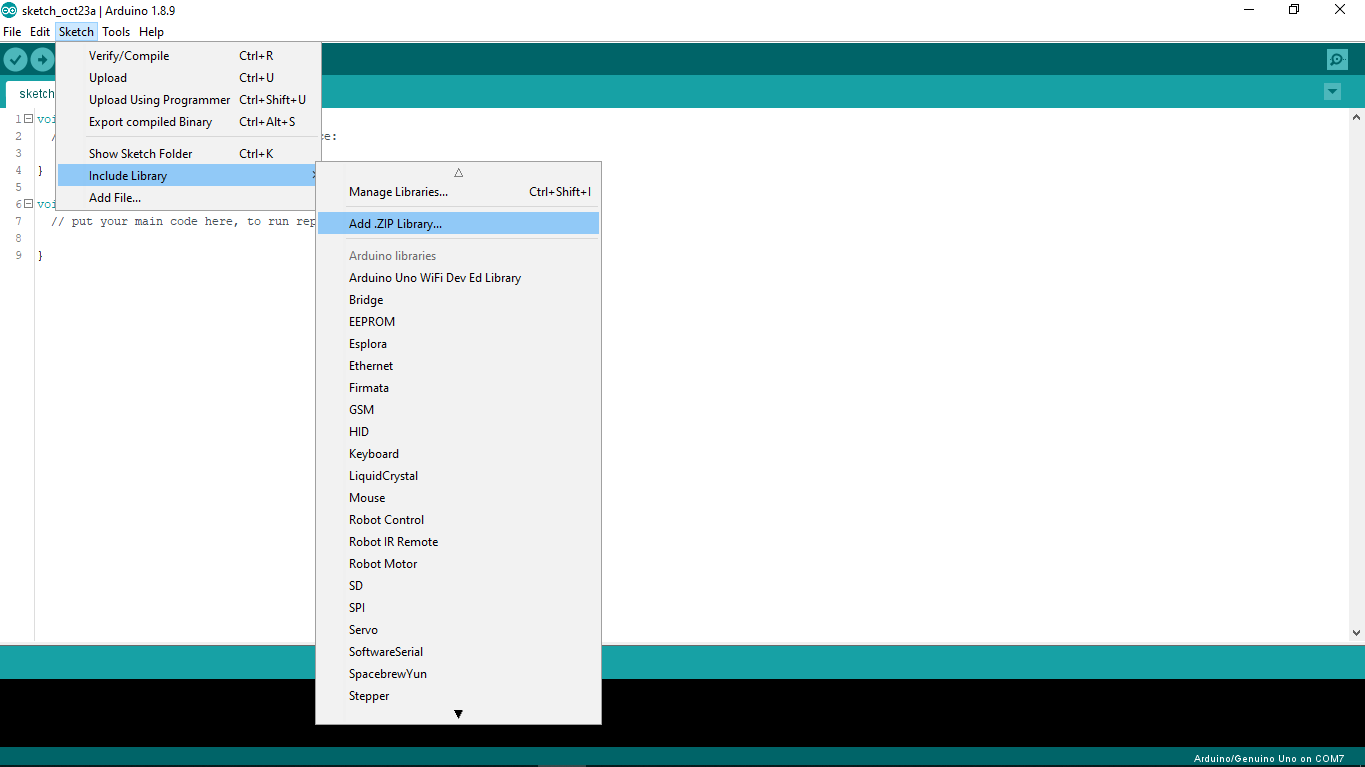 sketch_oct23a | Arduino 1.8.9
File Edit Sketch Tools Help
Verify/Compile Ctrl+R
Upload Ctrl+U
Upload Using Programmer Ctrl+Shift+U
Export compiled Binary Ctrl+Alt+S
Show Sketch Folder Ctrl+K
Include Library
Add File...
sketch
1 voi
2 /
3
4 }
5
6 voi
7 // put your main code here, to run rep
8
9 }
Manage Libraries... Ctrl+Shift+I
Add .ZIP Library...
Arduino libraries
Arduino Uno WiFi Dev Ed Library
Bridge
EEPROM
Esplora
Ethernet
Firmata
GSM
HID
Keyboard
LiquidCrystal
Mouse
Robot Control
Robot IR Remote
Robot Motor
SD
SPI
Servo
SoftwareSerial
SpacebrewYun
Stepper
Arduino/Genuino Uno on COM7